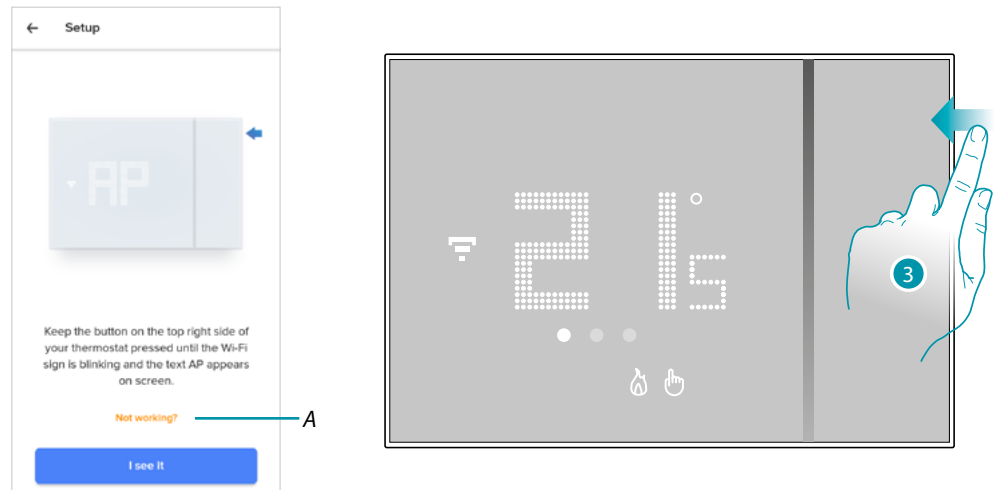 Setup
AP
Keep the button on the top right side of
your thermostat pressed until the Wi-Fi
sign is blinking and the text AP appears
on screen.
Not working?
A
I see It
21°5
3